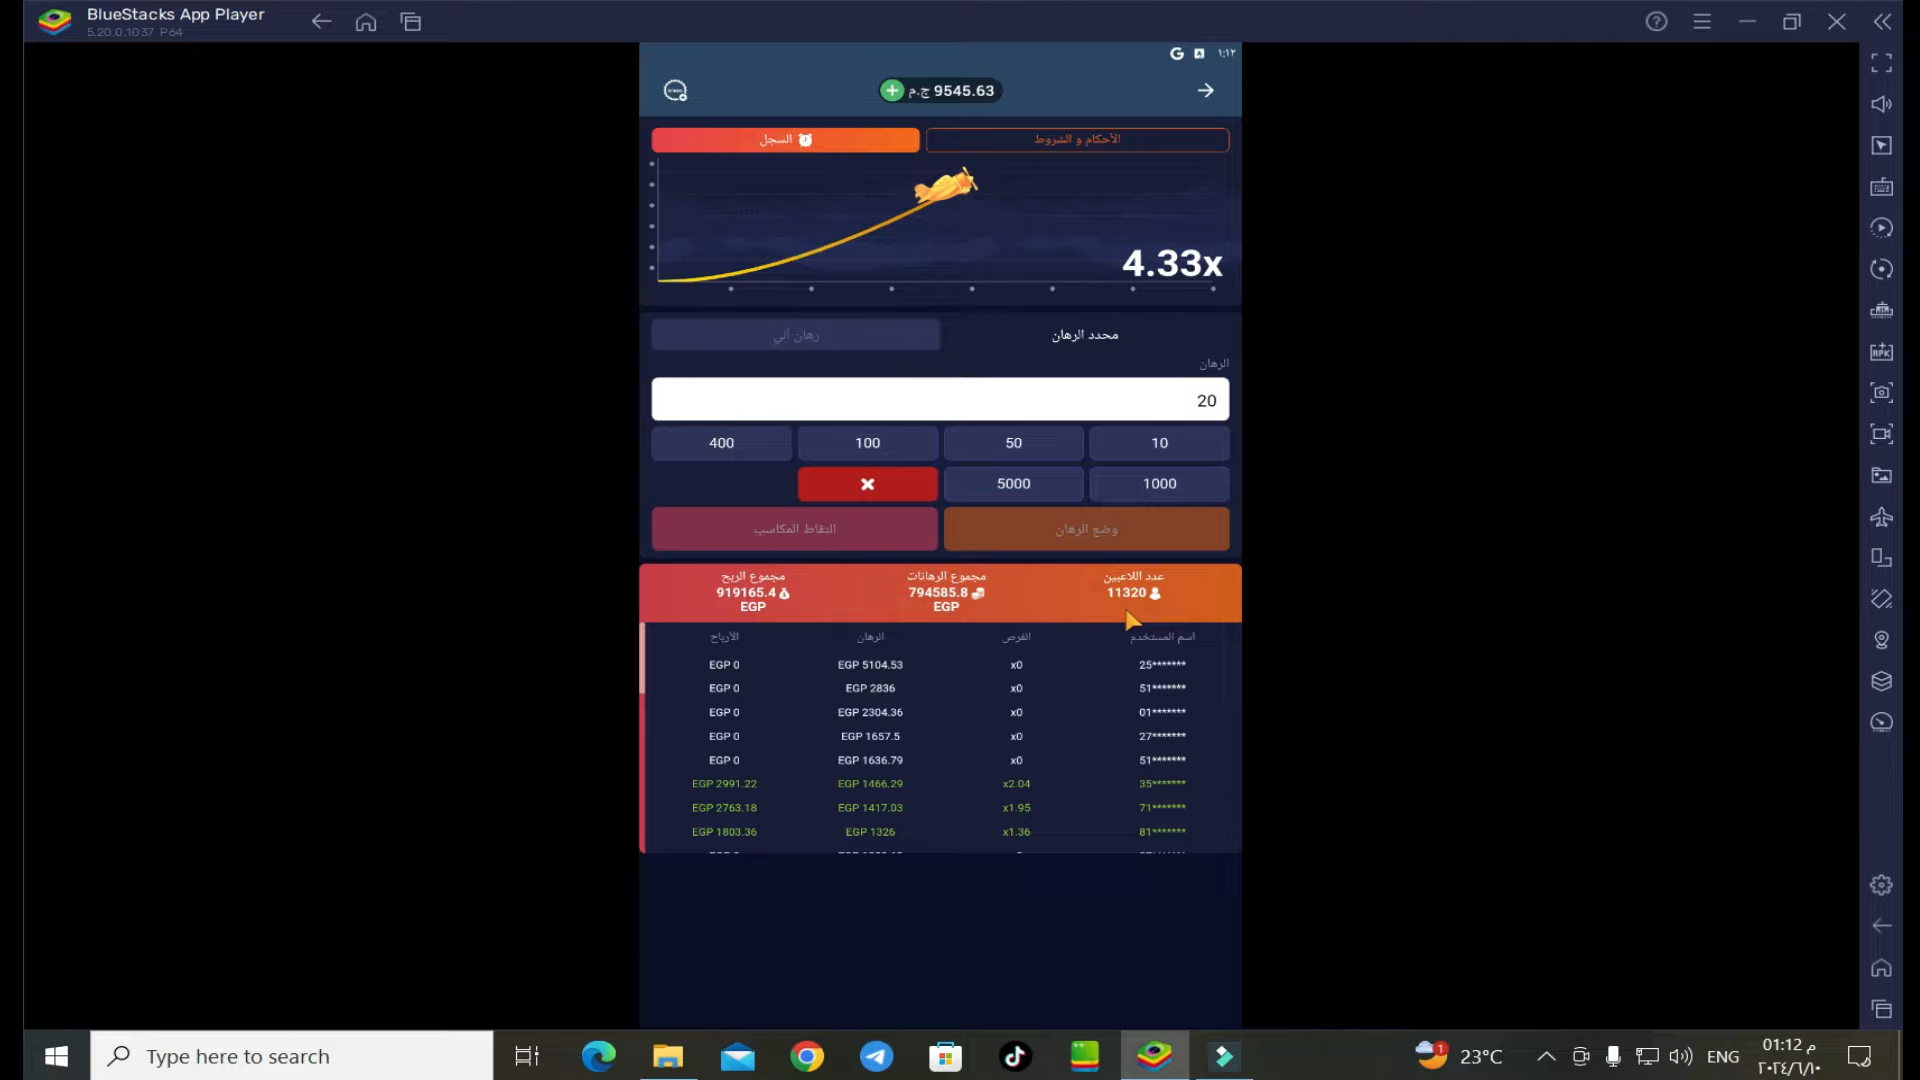 BlueStacks App Player
5.20.0.1037 P64
١:١٢
9545.63 ج.م
الأحكام و الشروط
السجل
4.33x
محدد الرهان
رهان آلي
الرهان
20
10
50
100
400
1000
5000
وضع الرهان
التقاط المكاسب
عدد اللاعبين
11320
مجموع الرهانات
794585.8
EGP
مجموع الربح
919165.4
EGP
اسم المستخدم الفرص الرهان الأرباح
25******* x0 EGP 5104.53 EGP 0
51******* x0 EGP 2836 EGP 0
01******* x0 EGP 2304.36 EGP 0
27******* x0 EGP 1657.5 EGP 0
51******* x0 EGP 1636.79 EGP 0
35******* x2.04 EGP 1466.29 EGP 2991.22
71******* x1.95 EGP 1417.03 EGP 2763.18
81******* x1.36 EGP 1326 EGP 1803.36
Type here to search
1
23°C
ENG
01:12 م
٢٠٢٤/٦/١٠